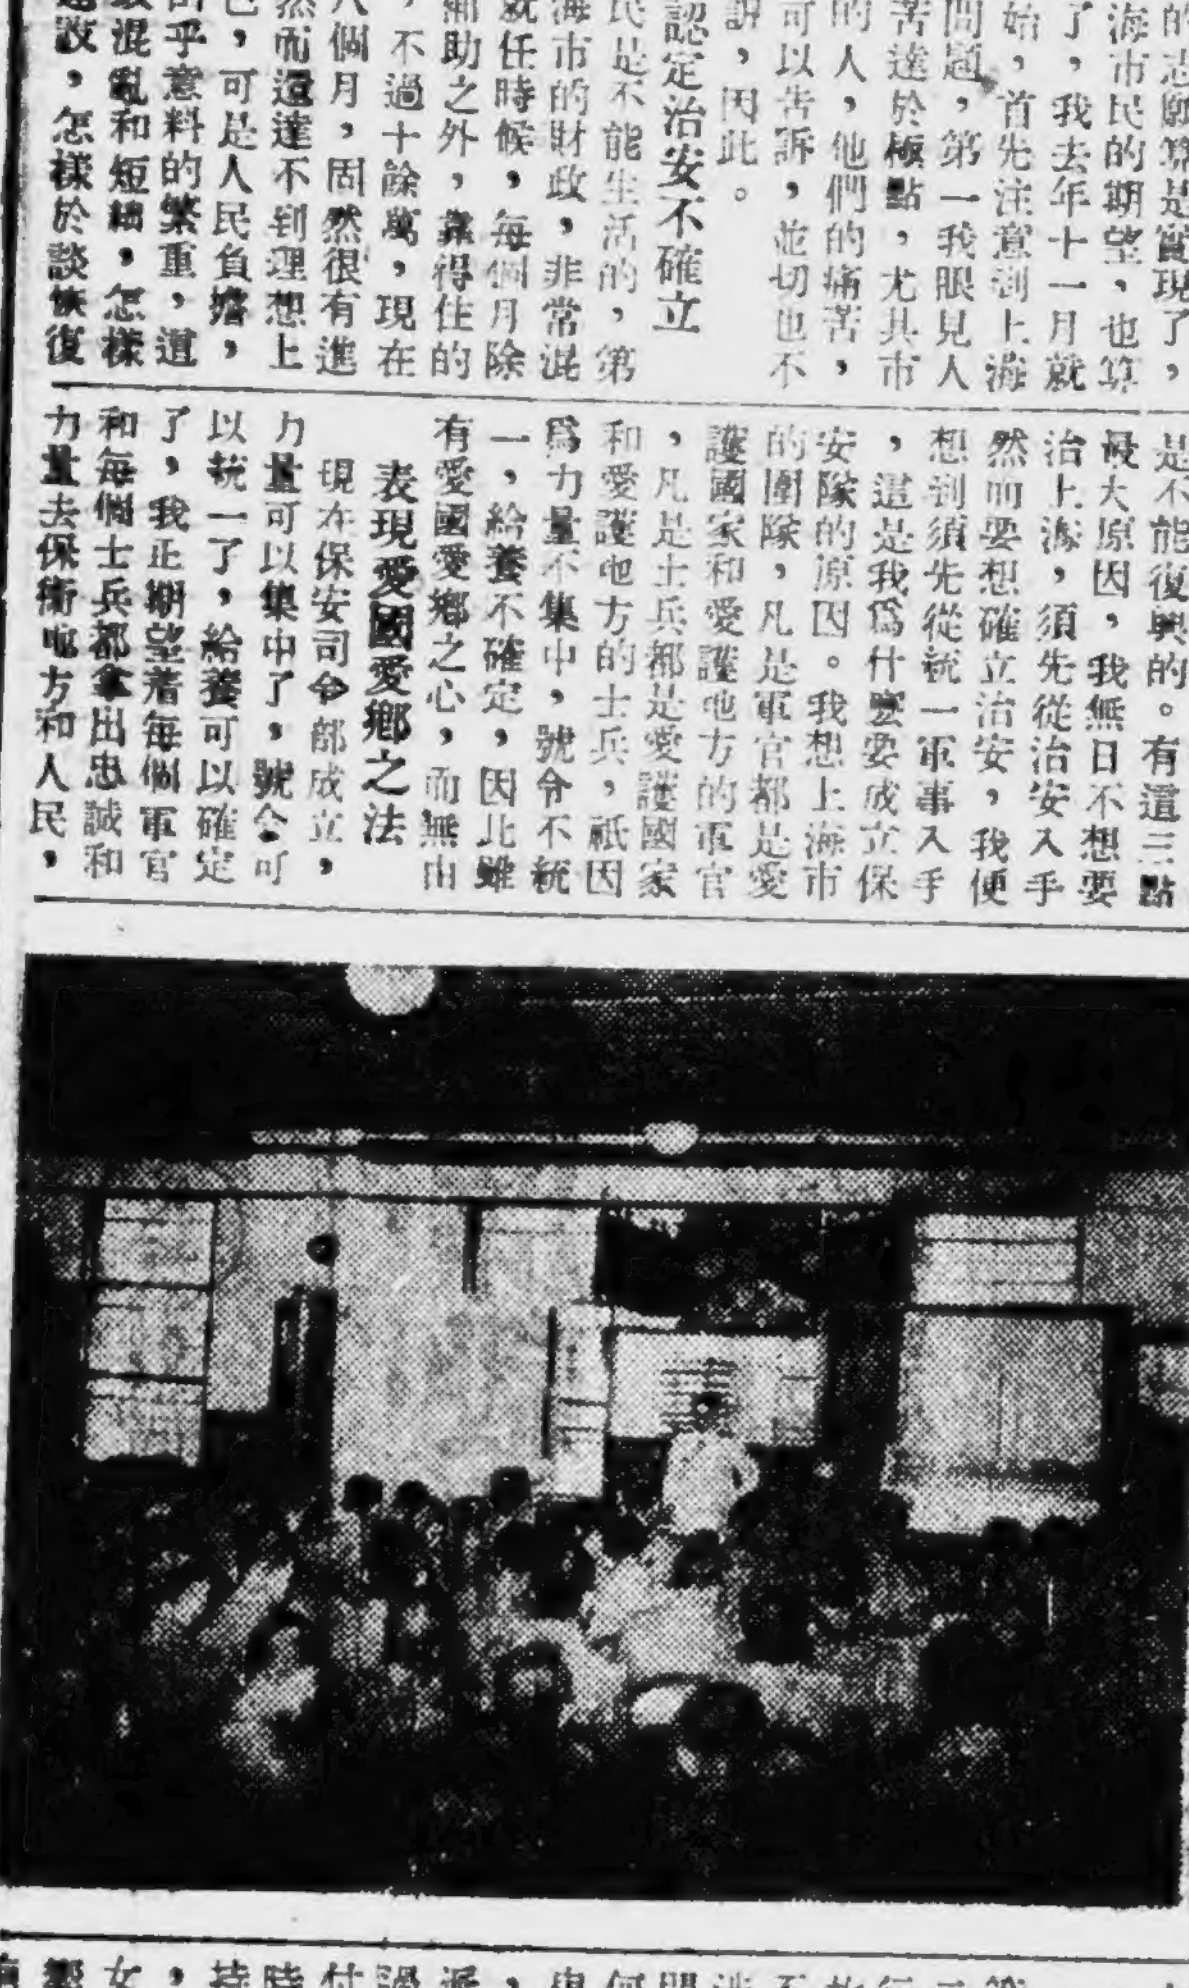 的志願算是實現了，
海市民的期望，也算
了，我去年十一月就
始，首先注意到上海
問題，第一我眼見人
苦達於極點，尤其市
的人，他們的痛苦，
可以告訴，並切也不
訴，因此。
認定治安不確立
民是不能生活的，第
海市的財政，非常混
就任時候，每個月除
補助之外，靠得住的
，不過十餘萬，現在
八個月，固然很有進
然而還達不到理想上
也，可是人民負擔，
出乎意料的繁重，這
混亂和短絀，怎樣
設，怎樣於談恢復
是不能復興的。有這三點
最大原因，我無日不想要
治上海，須先從治安入手
然而要想確立治安，我便
想到須先從統一軍事入手
，這是我爲什麼要成立保
安隊的原因。我想上海市
的團隊，凡是軍官都是愛
護國家和愛護地方的軍官
，凡是士兵都是愛護國家
和愛護地方的士兵，祇因
爲力量不集中，號令不統
一，給養不確定，因此雖
有愛國愛鄉之心，而無由
表現愛國愛鄉之法
現在保安司令部成立，
力量可以集中了，號令可
以統一了，給養可以確定
了，我正期望着每個軍官
和每個士兵都拿出忠誠和
力量去保衛地方和人民，